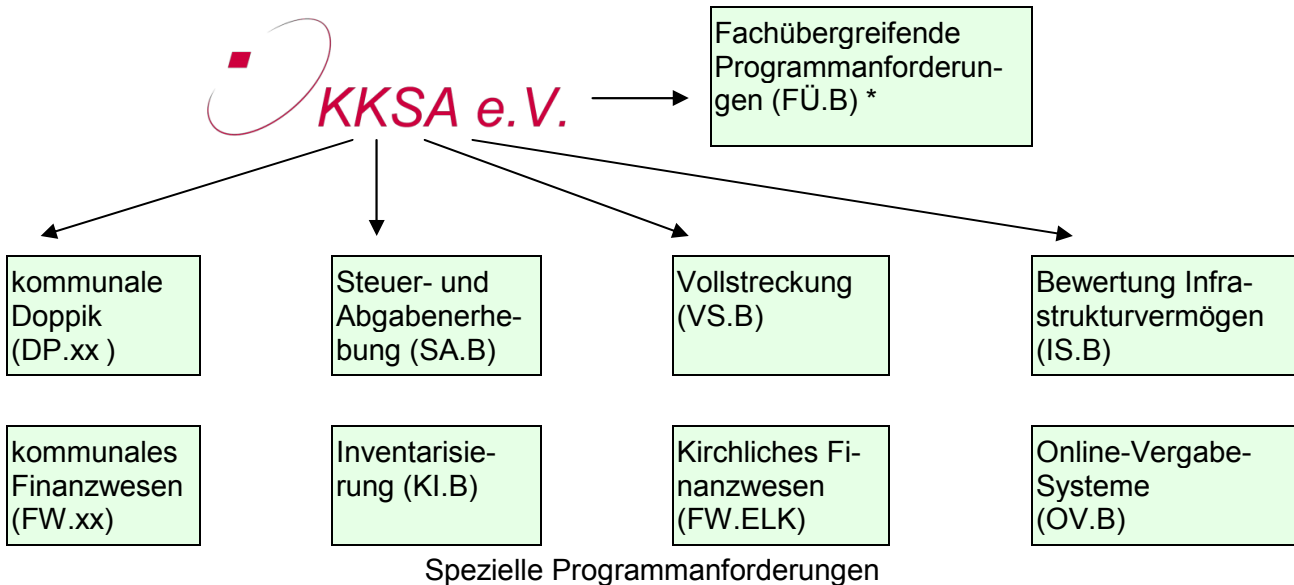 Fachübergreifende
Programmanforderun-
gen (FÜ.B) *
KKSA e.V.
kommunale
Doppik
(DP.xx )
Steuer- und
Abgabenerhe-
bung (SA.B)
Vollstreckung
(VS.B)
Bewertung Infra-
strukturvermögen
(IS.B)
kommunales
Finanzwesen
(FW.xx)
Inventarisie-
rung (KI.B)
Kirchliches Fi-
nanzwesen
(FW.ELK)
Online-Vergabe-
Systeme
(OV.B)
Spezielle Programmanforderungen